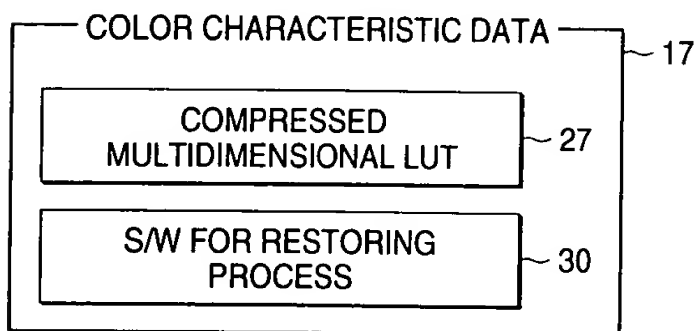 COLOR CHARACTERISTIC DATA
17
COMPRESSED
MULTIDIMENSIONAL LUT
27
S/W FOR RESTORING
PROCESS
30